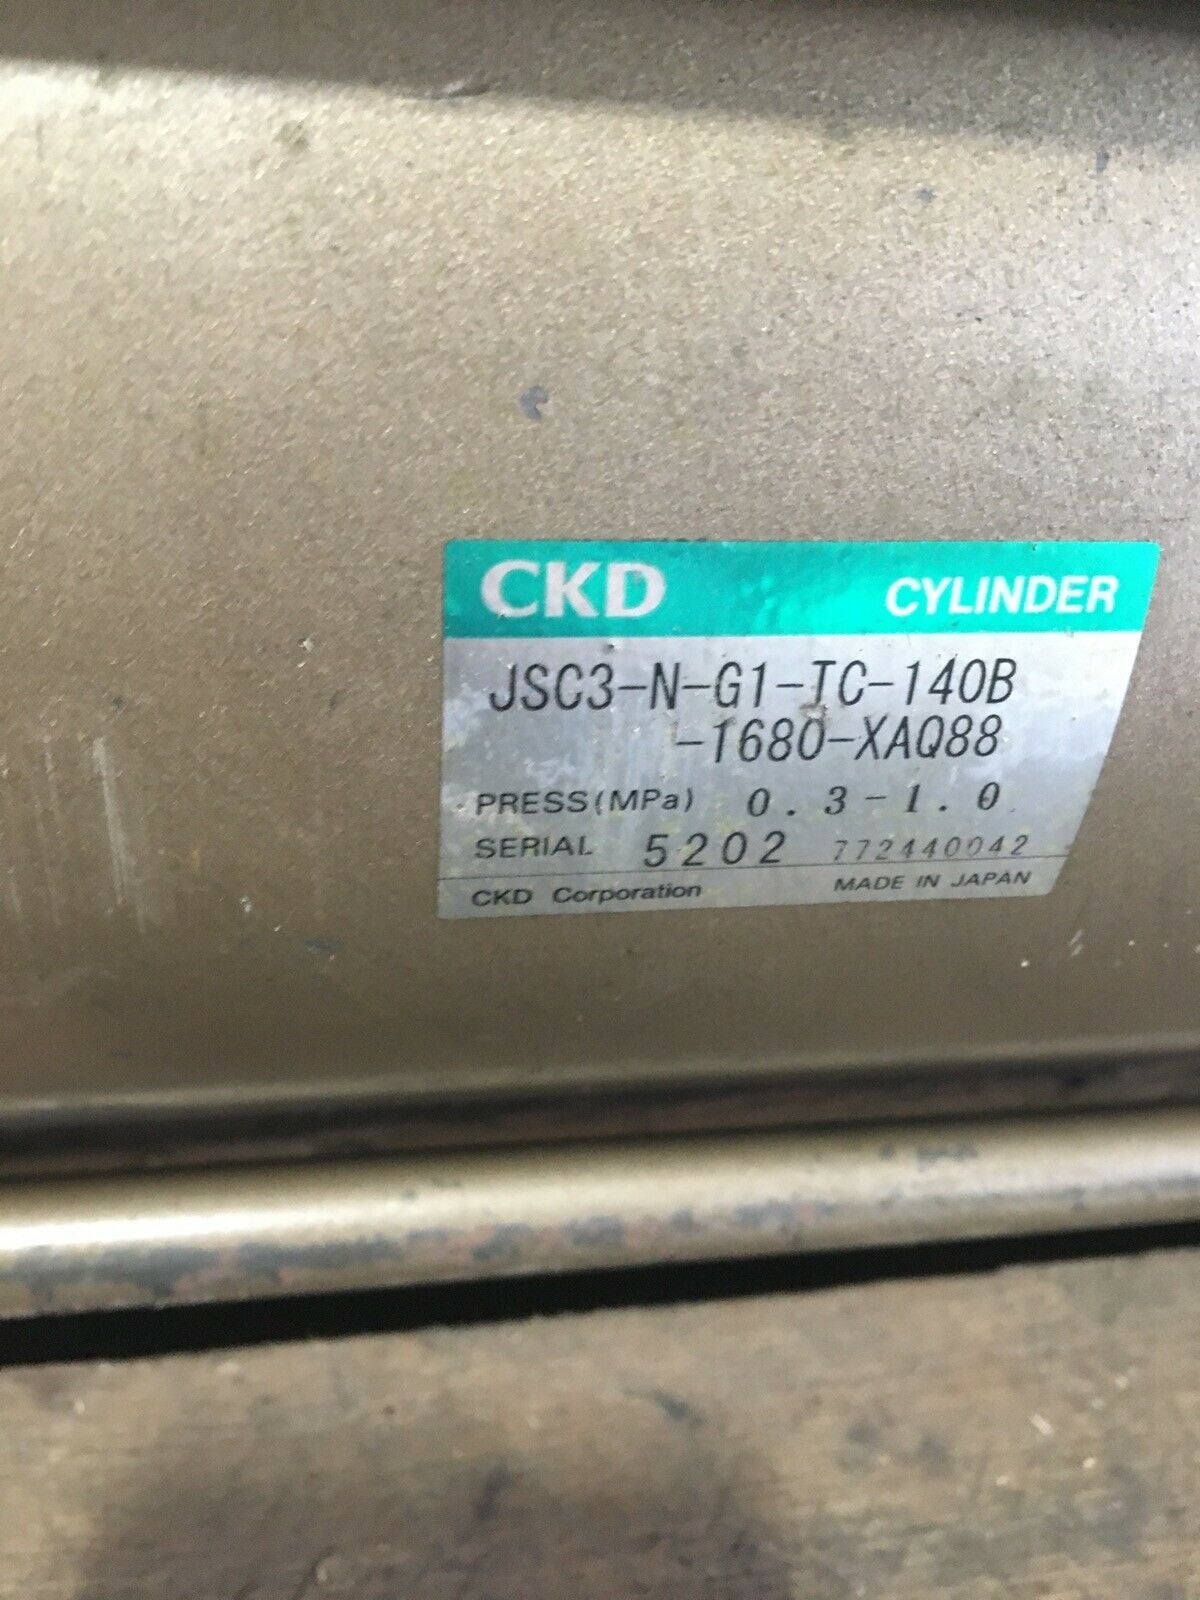 CKD CYLINDER
JSC3-N-G1-TC-140B
-1680-XAQ88
PRESS(MPa) 0.3-1.0
SERIAL 5202 772440042
CKD Corporation MADE IN JAPAN